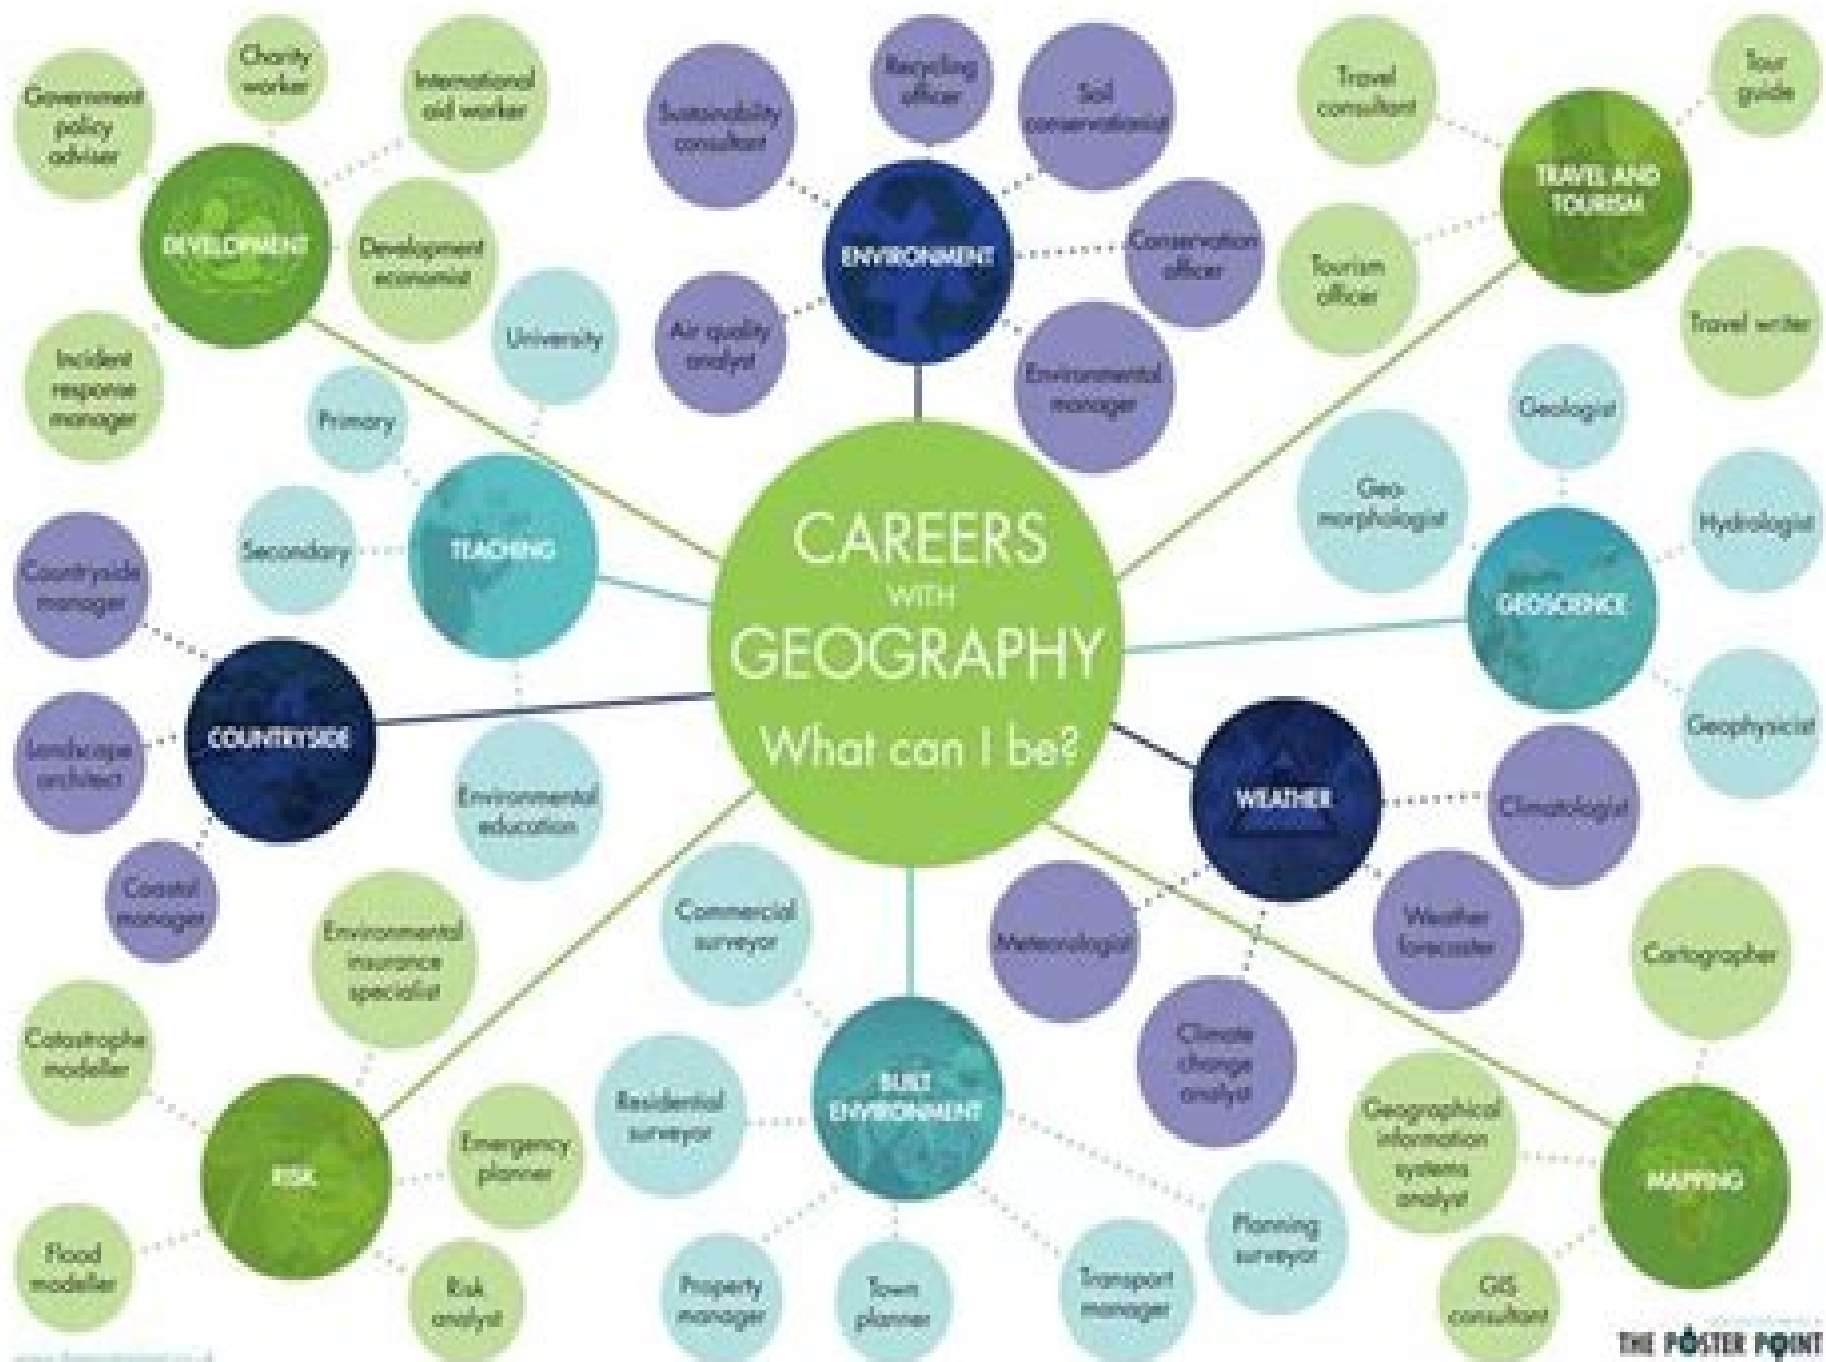 CAREERS
WITH
GEOGRAPHY
What can I be?
DEVELOPMENT
Government
policy
adviser
Charity
worker
International
aid worker
Development
economist
Incident
response
manager
TEACHING
University
Primary
Secondary
Environmental
education
ENVIRONMENT
Sustainability
consultant
Recycling
officer
Soil
conservationist
Conservation
officer
Environmental
manager
Air quality
analyst
TRAVEL AND
TOURISM
Travel
consultant
Tour
guide
Tourism
officer
Travel writer
GEOSCIENCE
Geologist
Geo-
morphologist
Hydrologist
Geophysicist
COUNTRYSIDE
Countryside
manager
Landscape
architect
Coastal
manager
WEATHER
Climatologist
Weather
forecaster
Meteorologist
Climate
change
analyst
RISK
Environmental
insurance
specialist
Catastrophe
modeller
Emergency
planner
Flood
modeller
Risk
analyst
BUILT
ENVIRONMENT
Commercial
surveyor
Residential
surveyor
Property
manager
Town
planner
Transport
manager
Planning
surveyor
MAPPING
Cartographer
Geographical
information
systems
analyst
GIS
consultant
THE POSTER POINT